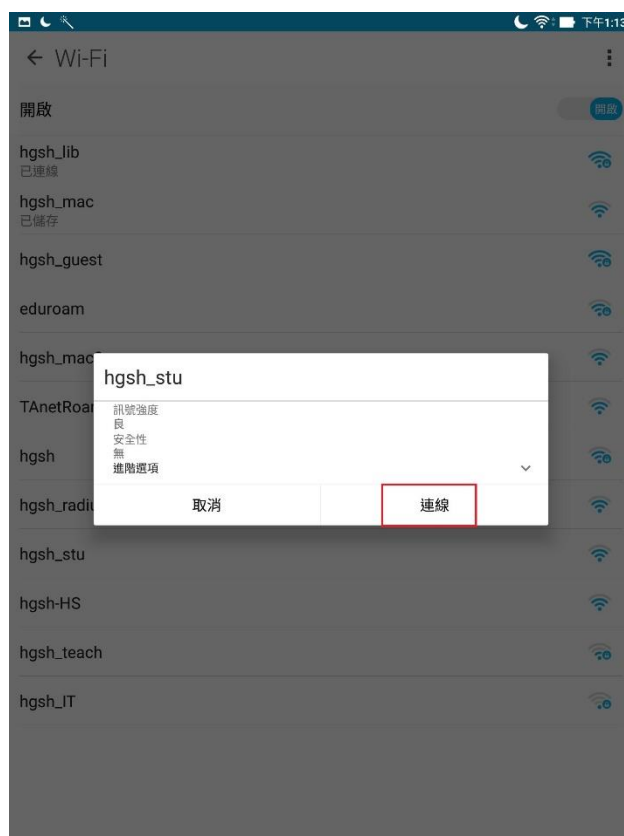 下午1:13
Wi-Fi
開啟
開啟
hgsh_lib
已連線
hgsh_mac
已儲存
hgsh_guest
eduroam
hgsh_mac
TAnetRoa
hgsh
hgsh_radi
hgsh_stu
訊號強度
良
安全性
無
進階選項
取消
連線
hgsh_stu
hgsh-HS
hgsh_teach
hgsh_IT